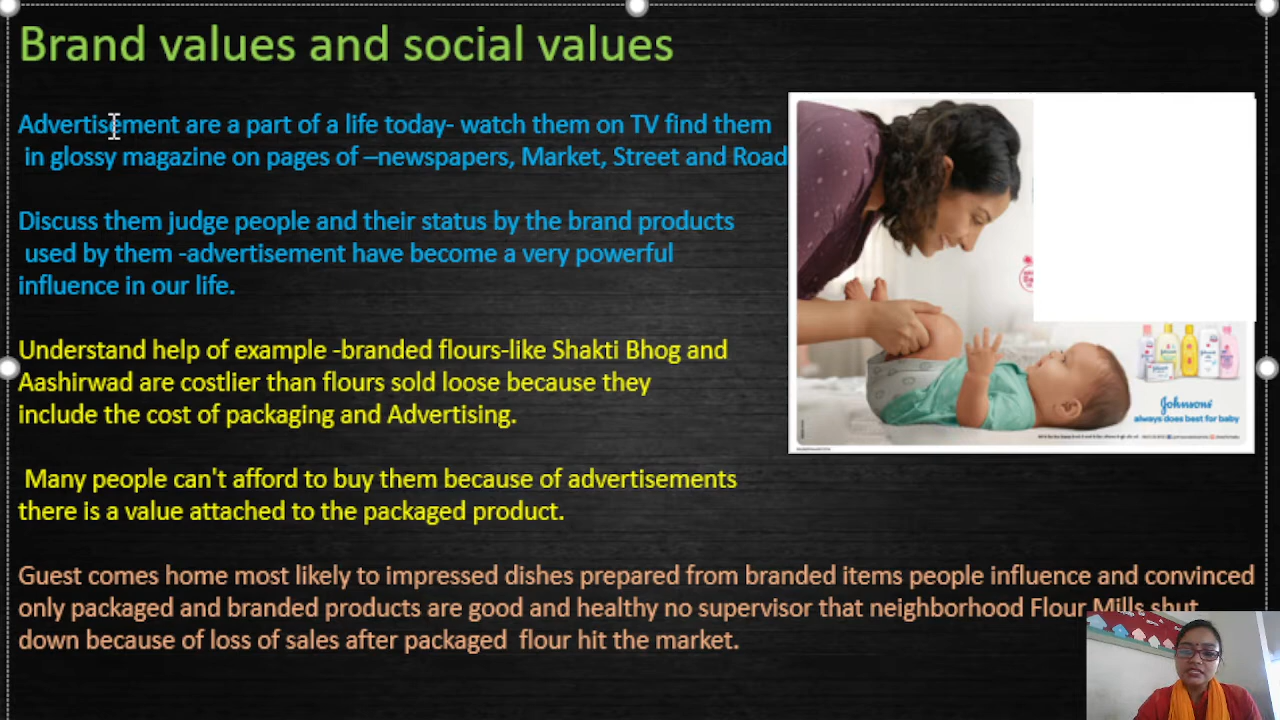 Brand values and social values
Advertisement are a part of a life today- watch them on TV find them
in glossy magazine on pages of –newspapers, Market, Street and Road
Discuss them judge people and their status by the brand products
used by them -advertisement have become a very powerful
influence in our life.
Understand help of example -branded flours-like Shakti Bhog and
Aashirwad are costlier than flours sold loose because they
include the cost of packaging and Advertising.
Many people can't afford to buy them because of advertisements
there is a value attached to the packaged product.
Guest comes home most likely to impressed dishes prepared from branded items people influence and convinced
only packaged and branded products are good and healthy no supervisor that neighborhood Flour Mills shut
down because of loss of sales after packaged flour hit the market.
Johnson's
always does best for baby